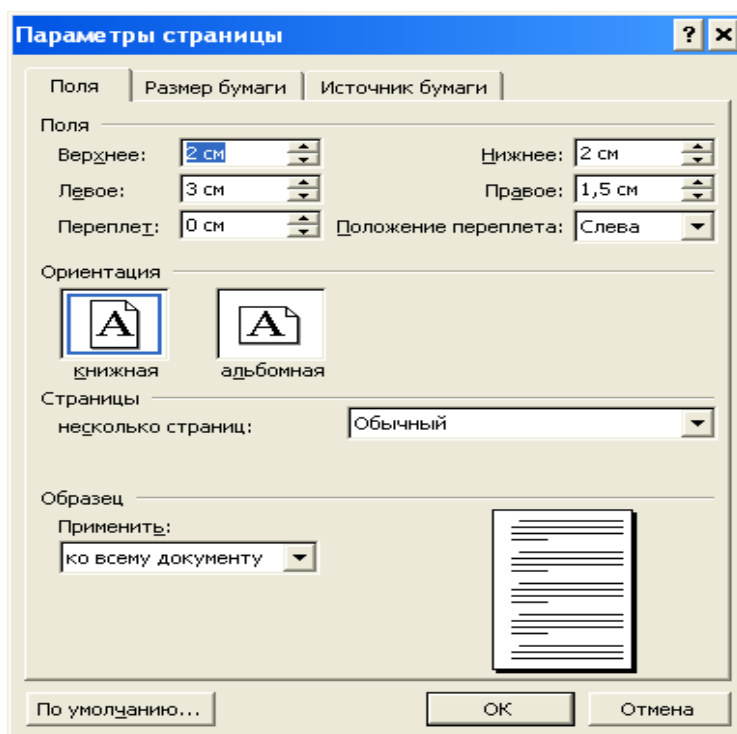 Параметры страницы
Поля Размер бумаги Источник бумаги
Поля
Верхнее: 2 см Нижнее: 2 см
Левое: 3 см Правое: 1,5 см
Переплет: 0 см Положение переплета: Слева
Ориентация
A A
книжная альбомная
Страницы
несколько страниц: Обычный
Образец
Применить:
ко всему документу
По умолчанию... ОК Отмена